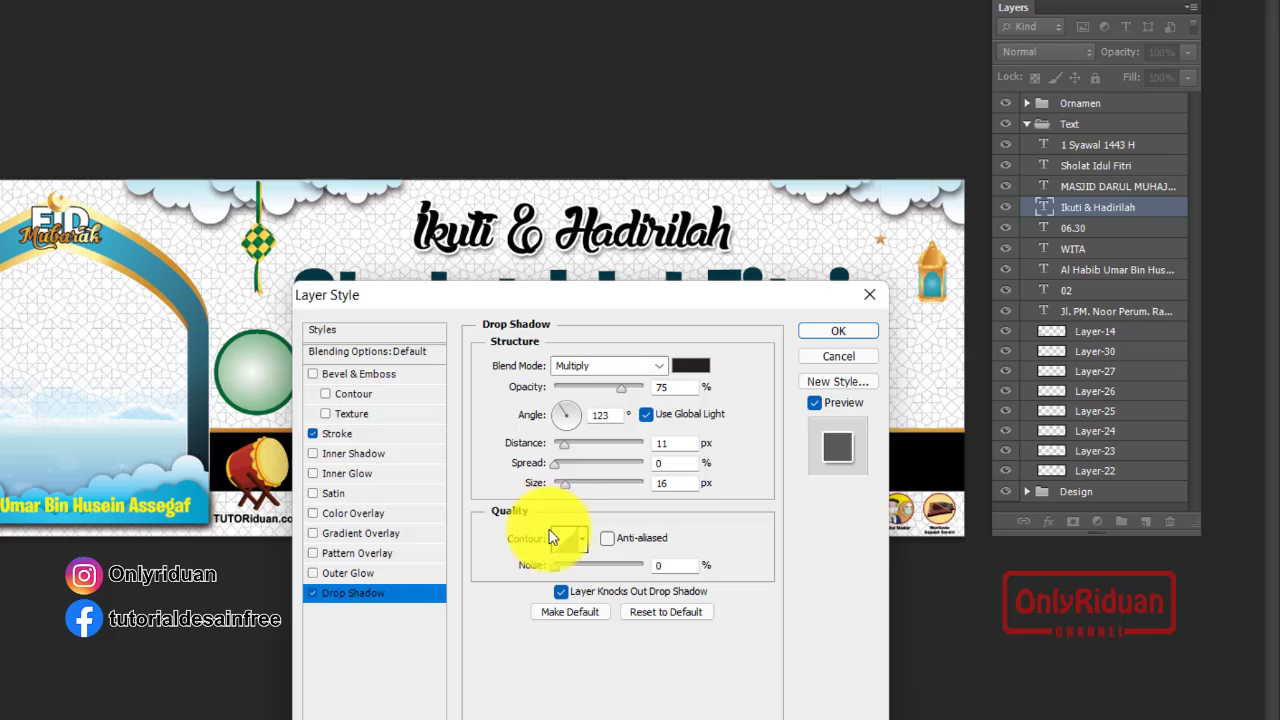 Layers
Kind
Normal
Opacity: 100%
Lock:
Fill: 100%
Ornamen
Text
1 Syawal 1443 H
Sholat Idul Fitri
MASJID DARUL MUHAJ...
Ikuti & Hadirilah
06.30
WITA
Al Habib Umar Bin Hus...
02
Jl. PM. Noor Perum. Ra...
Layer-14
Layer-30
Layer-27
Layer-26
Layer-25
Layer-24
Layer-23
Layer-22
Design
EID
Mubarak
Ikuti & Hadirilah
Umar Bin Husein Assegaf
TUTORiduan.co
Layer Style
Styles
Blending Options: Default
Bevel & Emboss
Contour
Texture
Stroke
Inner Shadow
Inner Glow
Satin
Color Overlay
Gradient Overlay
Pattern Overlay
Outer Glow
Drop Shadow
Drop Shadow
Structure
Blend Mode: Multiply
Opacity: 75 %
Angle: 123 ° Use Global Light
Distance: 11 px
Spread: 0 %
Size: 16 px
Quality
Contour: Anti-aliased
Noise: 0 %
Layer Knocks Out Drop Shadow
Make Default Reset to Default
OK
Cancel
New Style...
Preview
Onlyriduan
tutorialdesainfree
OnlyRiduan
CHANNEL